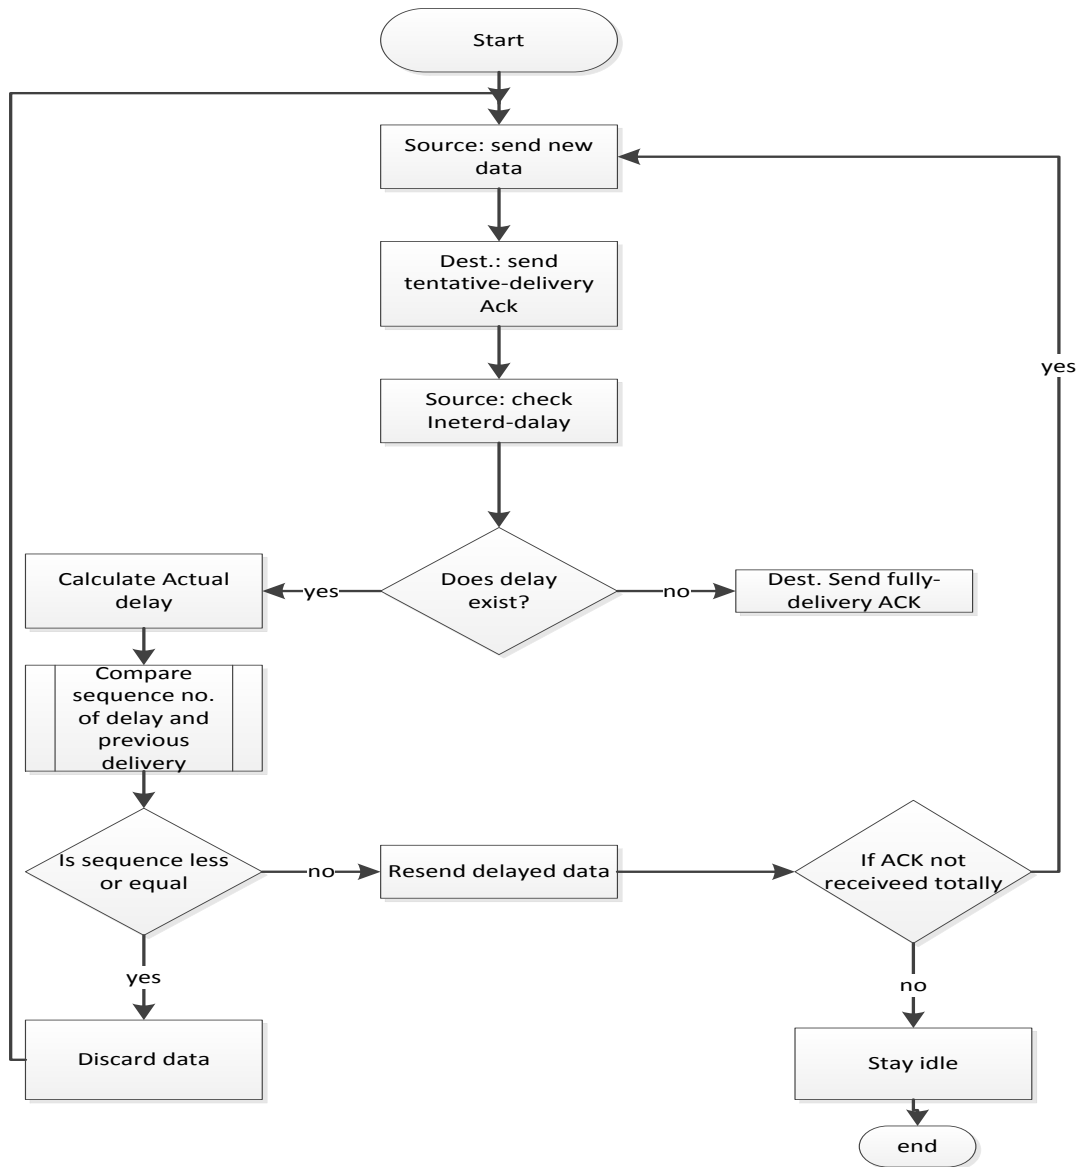 Start
Source: send new
data
Dest.: send
tentative-delivery
Ack
yes
Source: check
Ineterd-dalay
Does delay
exist?
yes
no
Calculate Actual
delay
Dest. Send fully-
delivery ACK
Compare
sequence no.
of delay and
previous
delivery
Is sequence less
or equal
no
Resend delayed data
If ACK not
receiveed totally
yes
no
Discard data
Stay idle
end